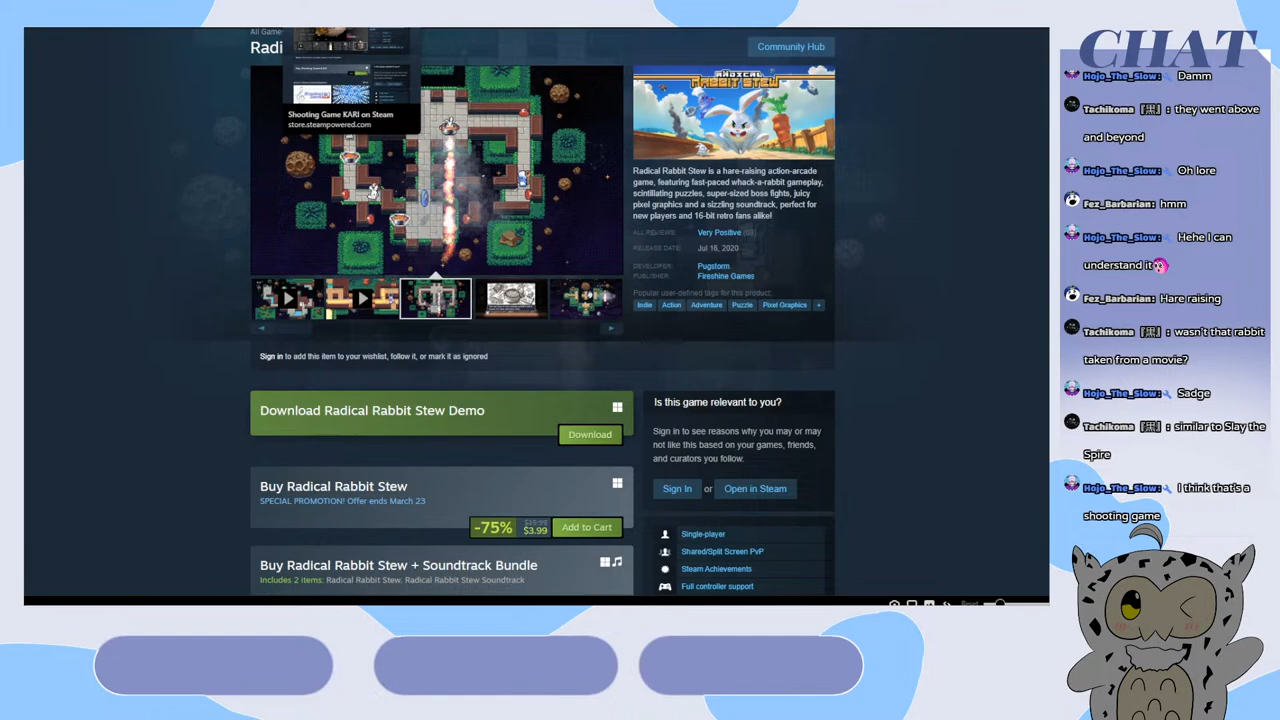 All Game
Radi
Community Hub
Shooting Game KARI on Steam
store.steampowered.com
RADICAL
RABBIT STEW
Radical Rabbit Stew is a hare-raising action-arcade
game, featuring fast-paced whack-a-rabbit gameplay,
scintillating puzzles, super-sized boss fights, juicy
pixel graphics and a sizzling soundtrack, perfect for
new players and 16-bit retro fans alike!
ALL REVIEWS: Very Positive
RELEASE DATE: Jul 16, 2020
DEVELOPER: Pugstorm
PUBLISHER: Fireshine Games
Popular user-defined tags for this product:
Indie Action Adventure Puzzle Pixel Graphics +
Sign in to add this item to your wishlist, follow it, or mark it as ignored
Download Radical Rabbit Stew Demo
Download
Buy Radical Rabbit Stew
SPECIAL PROMOTION! Offer ends March 23
-75% $15.99 $3.99 Add to Cart
Buy Radical Rabbit Stew + Soundtrack Bundle
Includes 2 items: Radical Rabbit Stew, Radical Rabbit Stew Soundtrack
Is this game relevant to you?
Sign in to see reasons why you may or may
not like this based on your games, friends,
and curators you follow.
Sign In or Open in Steam
Single-player
Shared/Split Screen PvP
Steam Achievements
Full controller support
CHAT
Hojo_The_Slow: Damm
Tachikoma『黒』: they went above
and beyond
Hojo_The_Slow: Oh lore
Fez_Barbarian: hmm
Hojo_The_Slow: Hehe I can
understand it
Fez_Barbarian: Hare raising
Tachikoma『黒』: wasn't that rabbit
taken from a movie?
Hojo_The_Slow: Sadge
Tachikoma『黒』: similar to Slay the
Spire
Hojo_The_Slow: I think that's a
shooting game